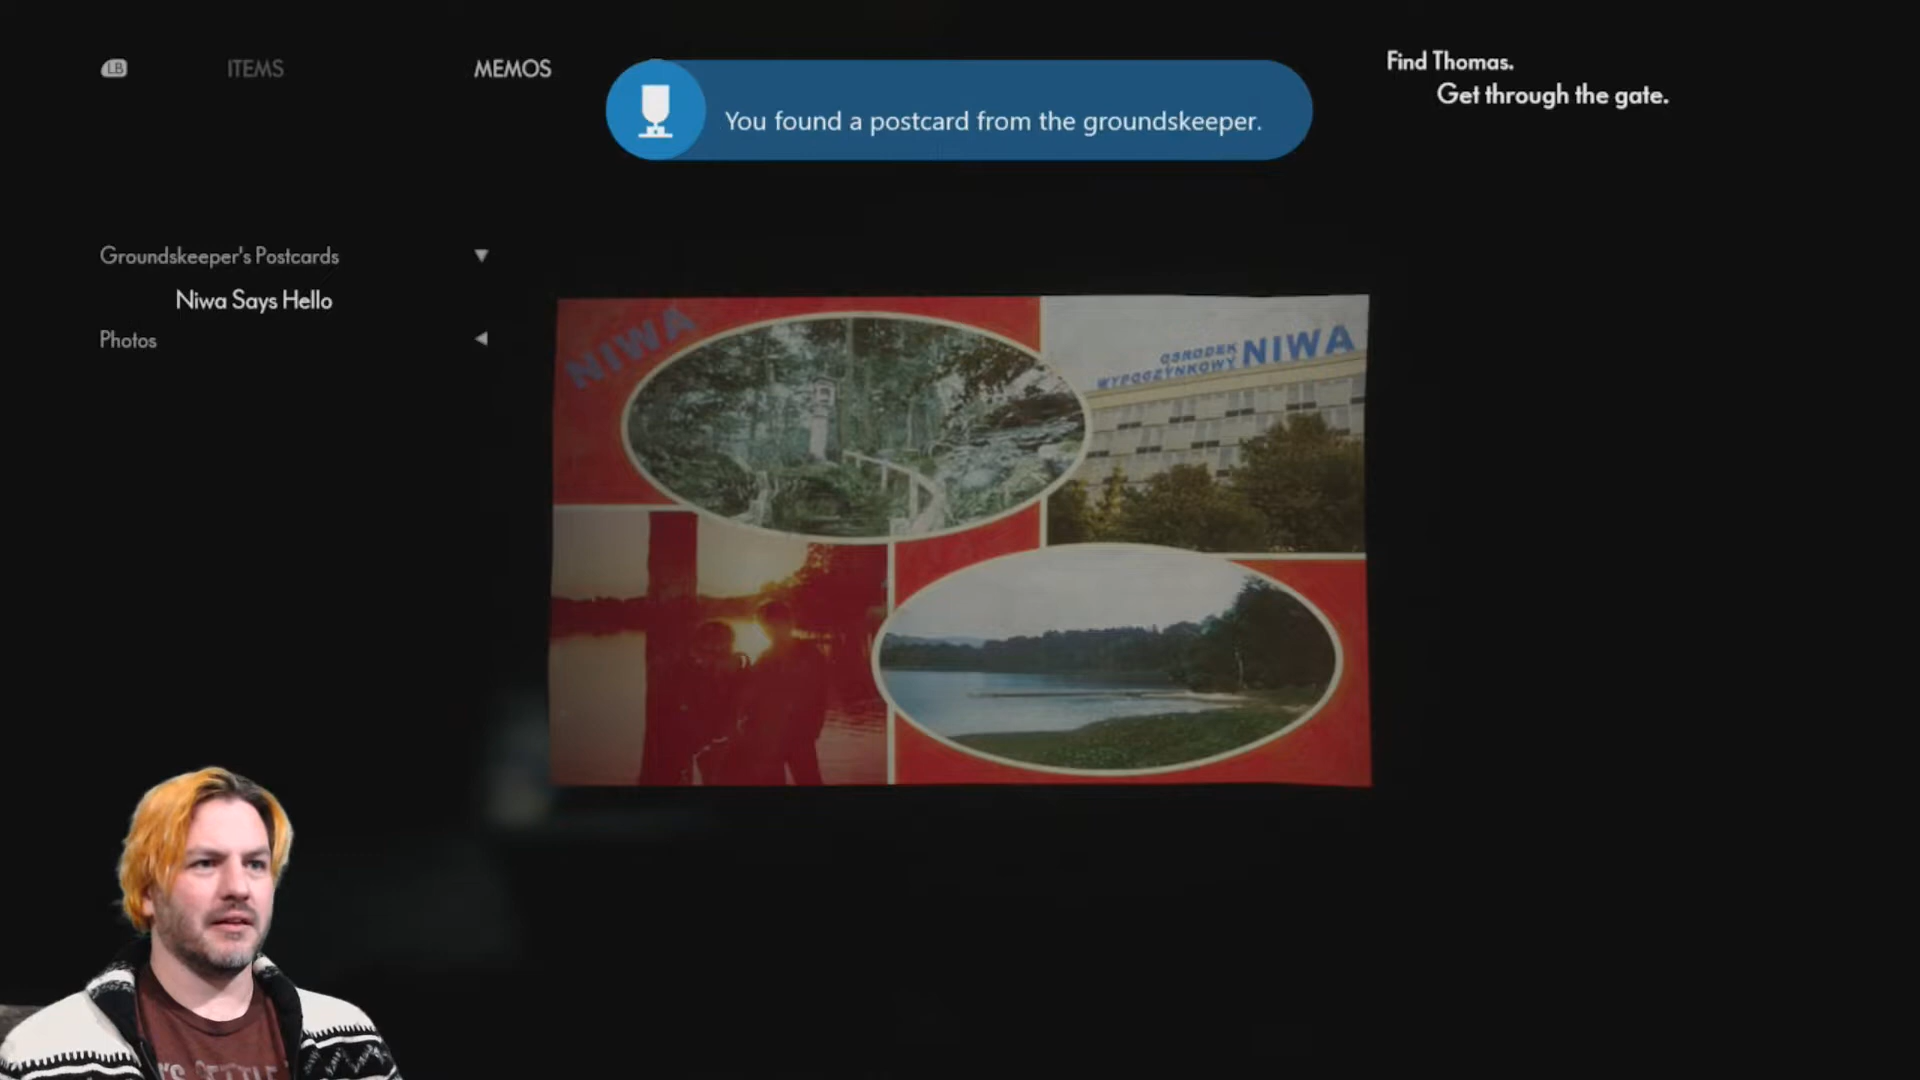 LB
ITEMS
MEMOS
You found a postcard from the groundskeeper.
Find Thomas.
Get through the gate.
Groundskeeper's Postcards
Niwa Says Hello
Photos
NIWA
OŚRODEK
WYPOCZYNKOWY NIWA